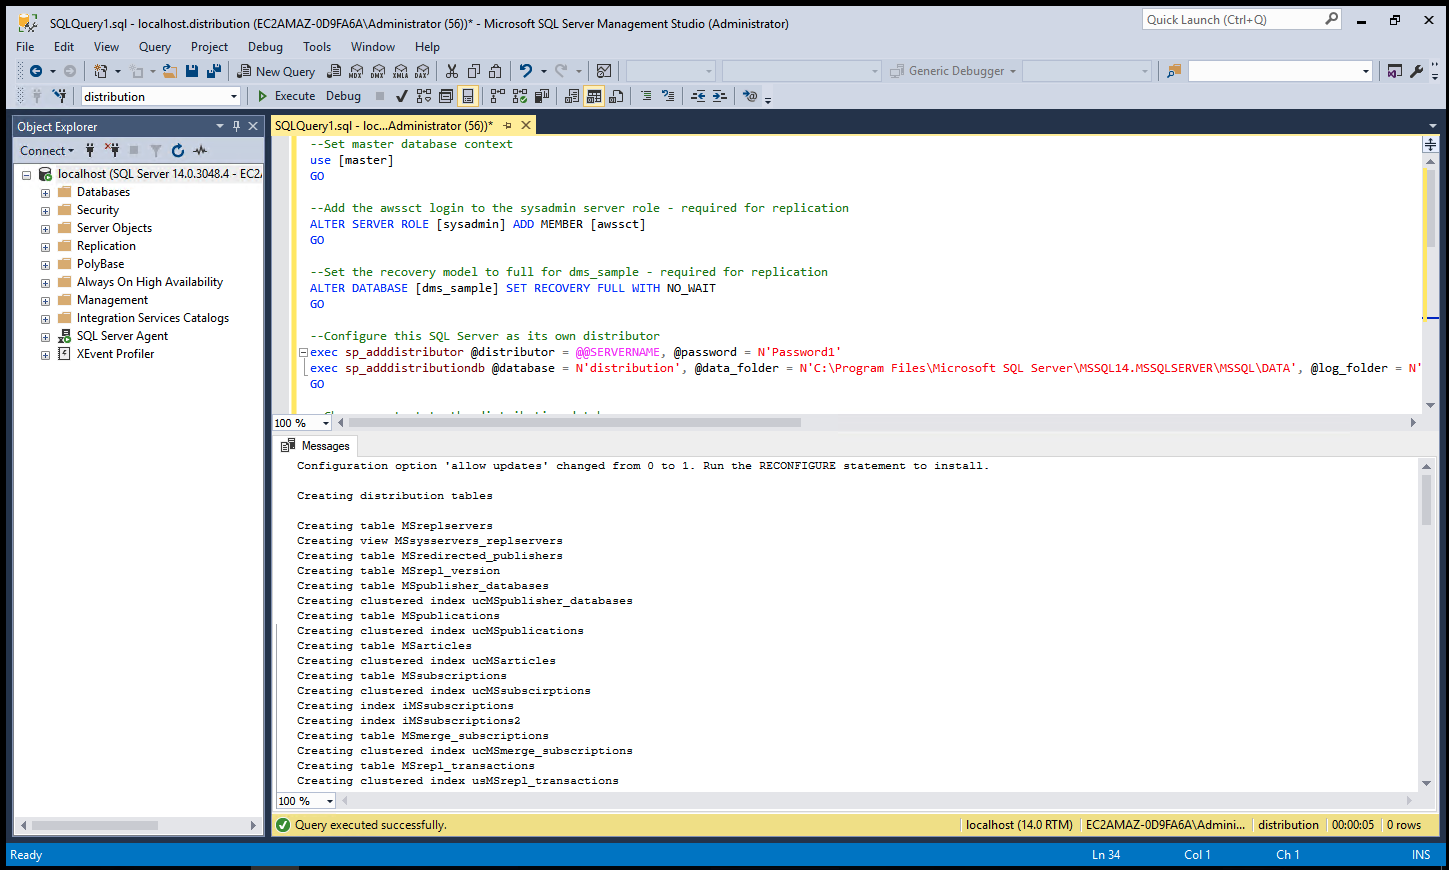 SQLQuery1.sql - localhost.distribution (EC2AMAZ-0D9FA6A\Administrator (56))* - Microsoft SQL Server Management Studio (Administrator)
Quick Launch (Ctrl+Q)
File Edit View Query Project Debug Tools Window Help
New Query MDX DMX XMLA DAX Generic Debugger
distribution Execute Debug
Object Explorer
Connect
localhost (SQL Server 14.0.3048.4 - EC2A
Databases
Security
Server Objects
Replication
PolyBase
Always On High Availability
Management
Integration Services Catalogs
SQL Server Agent
XEvent Profiler
SQLQuery1.sql - loc...Administrator (56))*
--Set master database context
use [master]
GO
--Add the awssct login to the sysadmin server role - required for replication
ALTER SERVER ROLE [sysadmin] ADD MEMBER [awssct]
GO
--Set the recovery model to full for dms_sample - required for replication
ALTER DATABASE [dms_sample] SET RECOVERY FULL WITH NO_WAIT
GO
--Configure this SQL Server as its own distributor
exec sp_adddistributor @distributor = @@SERVERNAME, @password = N'Password1'
exec sp_adddistributiondb @database = N'distribution', @data_folder = N'C:\Program Files\Microsoft SQL Server\MSSQL14.MSSQLSERVER\MSSQL\DATA', @log_folder = N'
GO
100 %
Messages
Configuration option 'allow updates' changed from 0 to 1. Run the RECONFIGURE statement to install.
Creating distribution tables
Creating table MSreplservers
Creating view MSsysservers_replservers
Creating table MSredirected_publishers
Creating table MSrepl_version
Creating table MSpublisher_databases
Creating clustered index ucMSpublisher_databases
Creating table MSpublications
Creating clustered index ucMSpublications
Creating table MSarticles
Creating clustered index ucMSarticles
Creating table MSsubscriptions
Creating clustered index ucMSsubscirptions
Creating index iMSsubscriptions
Creating index iMSsubscriptions2
Creating table MSmerge_subscriptions
Creating clustered index ucMSmerge_subscriptions
Creating table MSrepl_transactions
Creating clustered index usMSrepl_transactions
100 %
Query executed successfully. localhost (14.0 RTM) EC2AMAZ-0D9FA6A\Admini... distribution 00:00:05 0 rows
Ready Ln 34 Col 1 Ch 1 INS